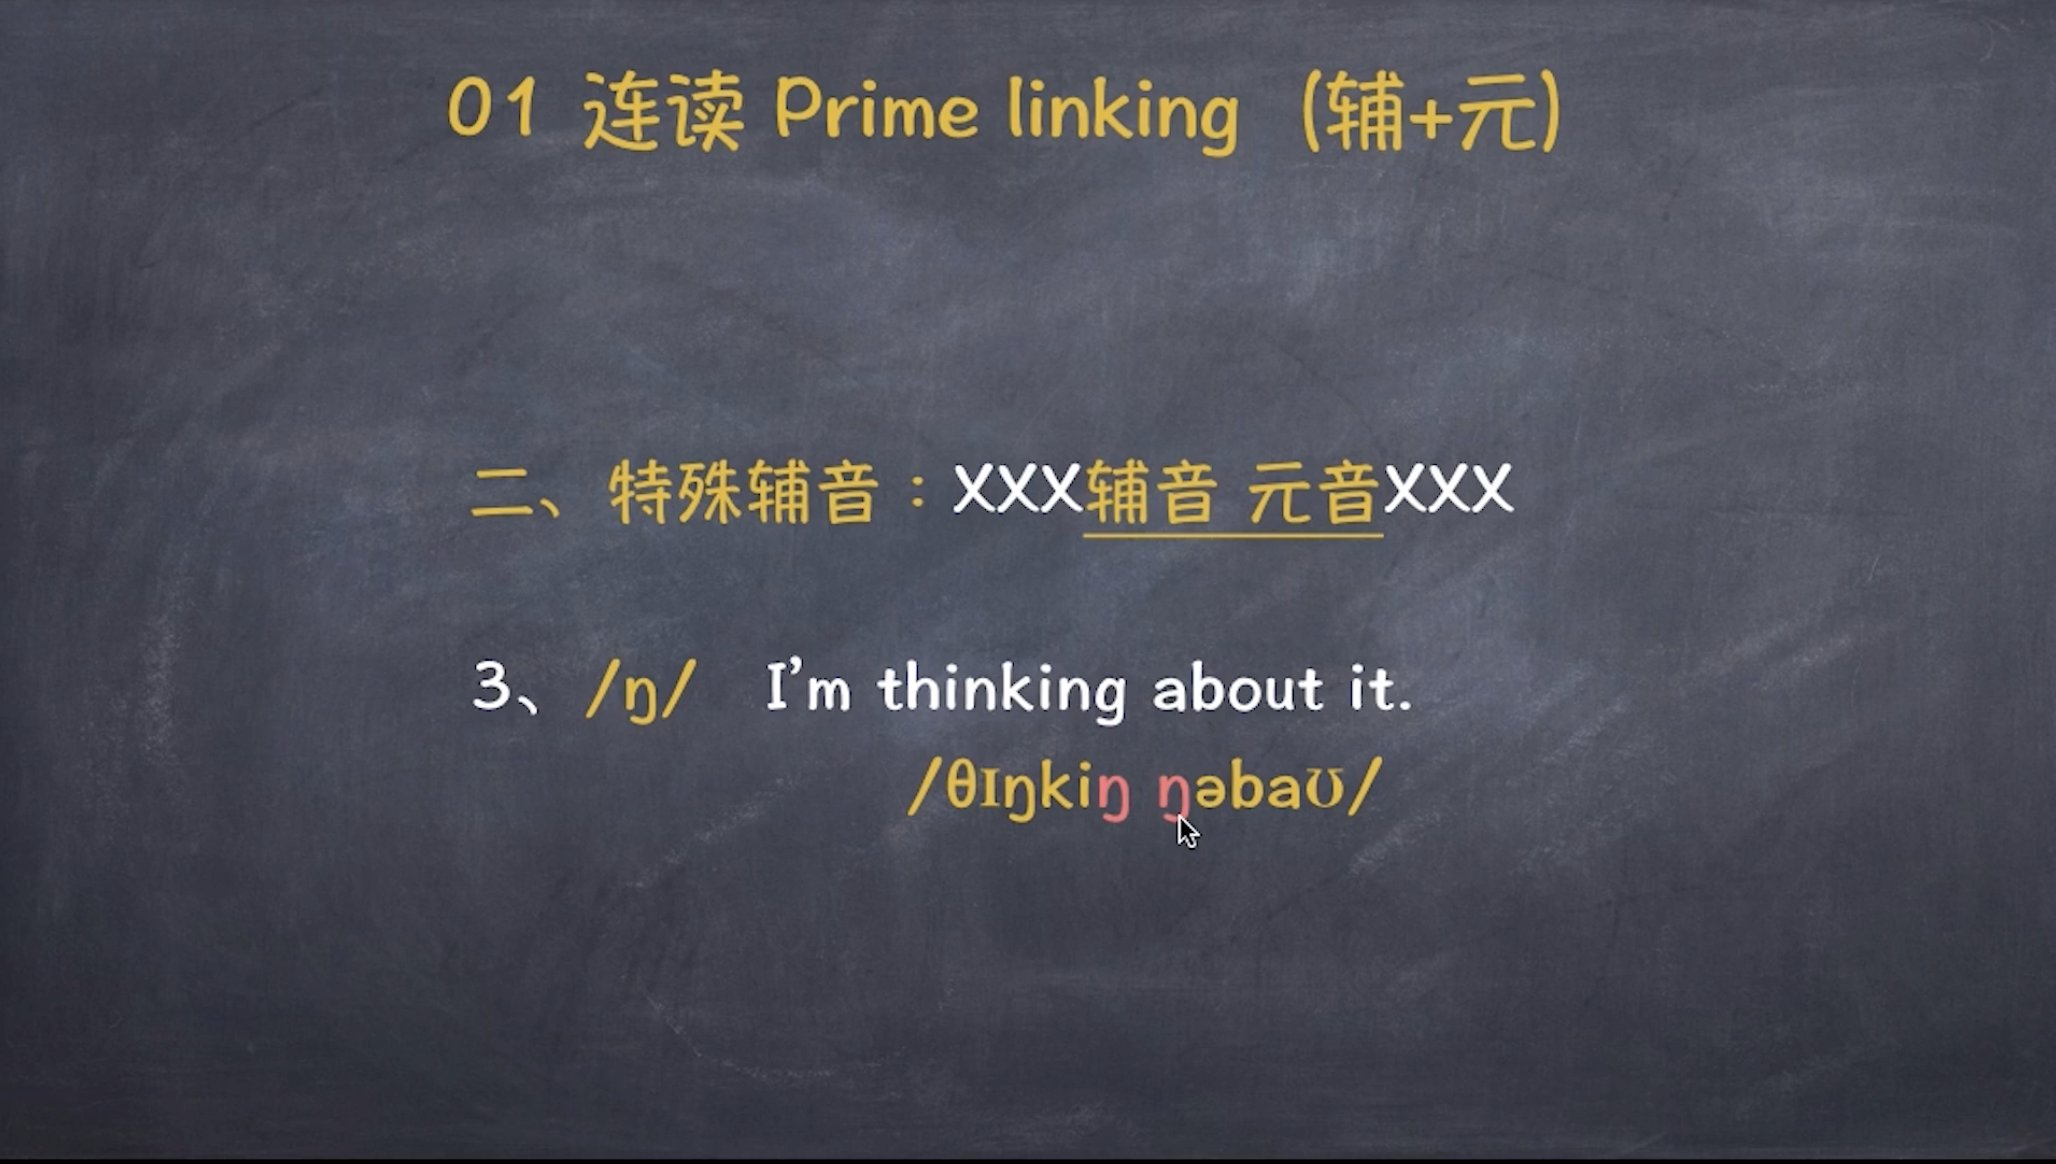 01 连读 Prime linking （辅+元）
二、特殊辅音：XXX辅音 元音XXX
3、/ŋ/ I’m thinking about it.
/θɪŋkiŋ ŋəbaʊ/